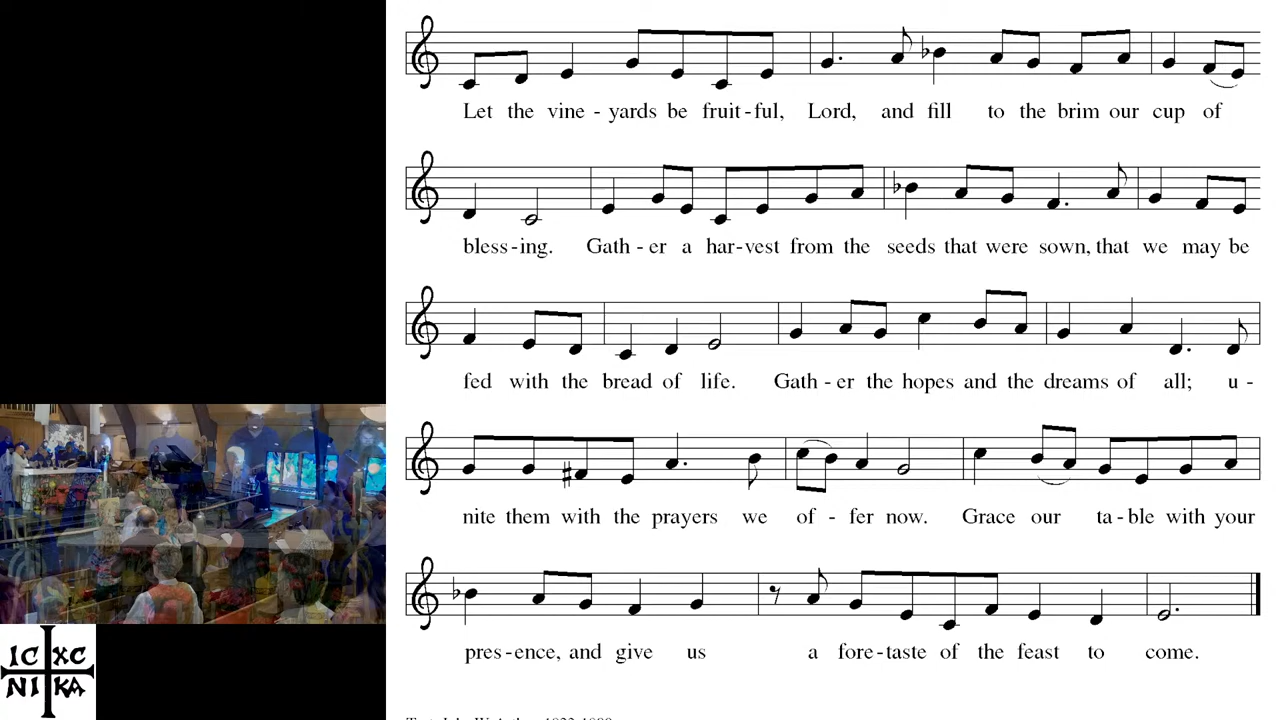 Let the vine - yards be fruit - ful, Lord, and fill to the brim our cup of
bless - ing. Gath - er a har - vest from the seeds that were sown, that we may be
fed with the bread of life. Gath - er the hopes and the dreams of all; u -
nite them with the prayers we of - fer now. Grace our ta - ble with your
pres - ence, and give us a fore - taste of the feast to come.
IC XC
NI KA